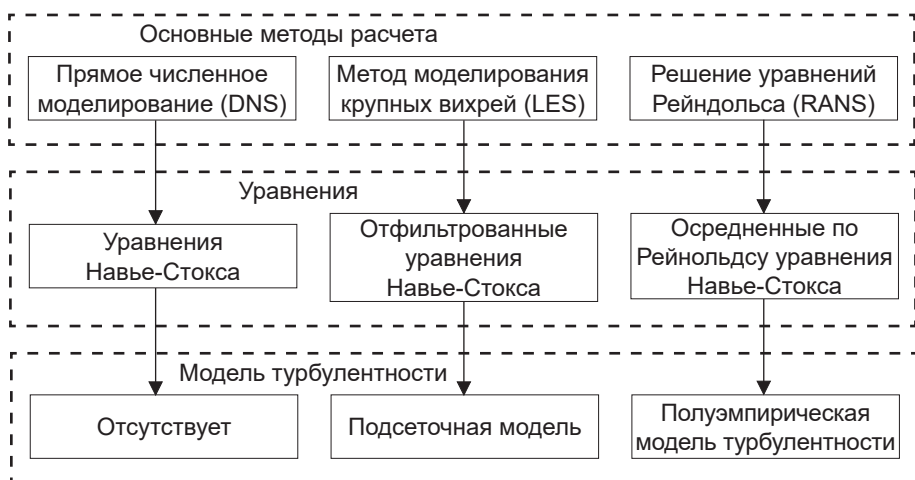 Основные методы расчета
Прямое численное
моделирование (DNS)
Метод моделирования
крупных вихрей (LES)
Решение уравнений
Рейндольса (RANS)
Уравнения
Уравнения
Навье-Стокса
Отфильтрованные
уравнения
Навье-Стокса
Осредненные по
Рейнольдсу уравнения
Навье-Стокса
Модель турбулентности
Отсутствует
Подсеточная модель
Полуэмпирическая
модель турбулентности